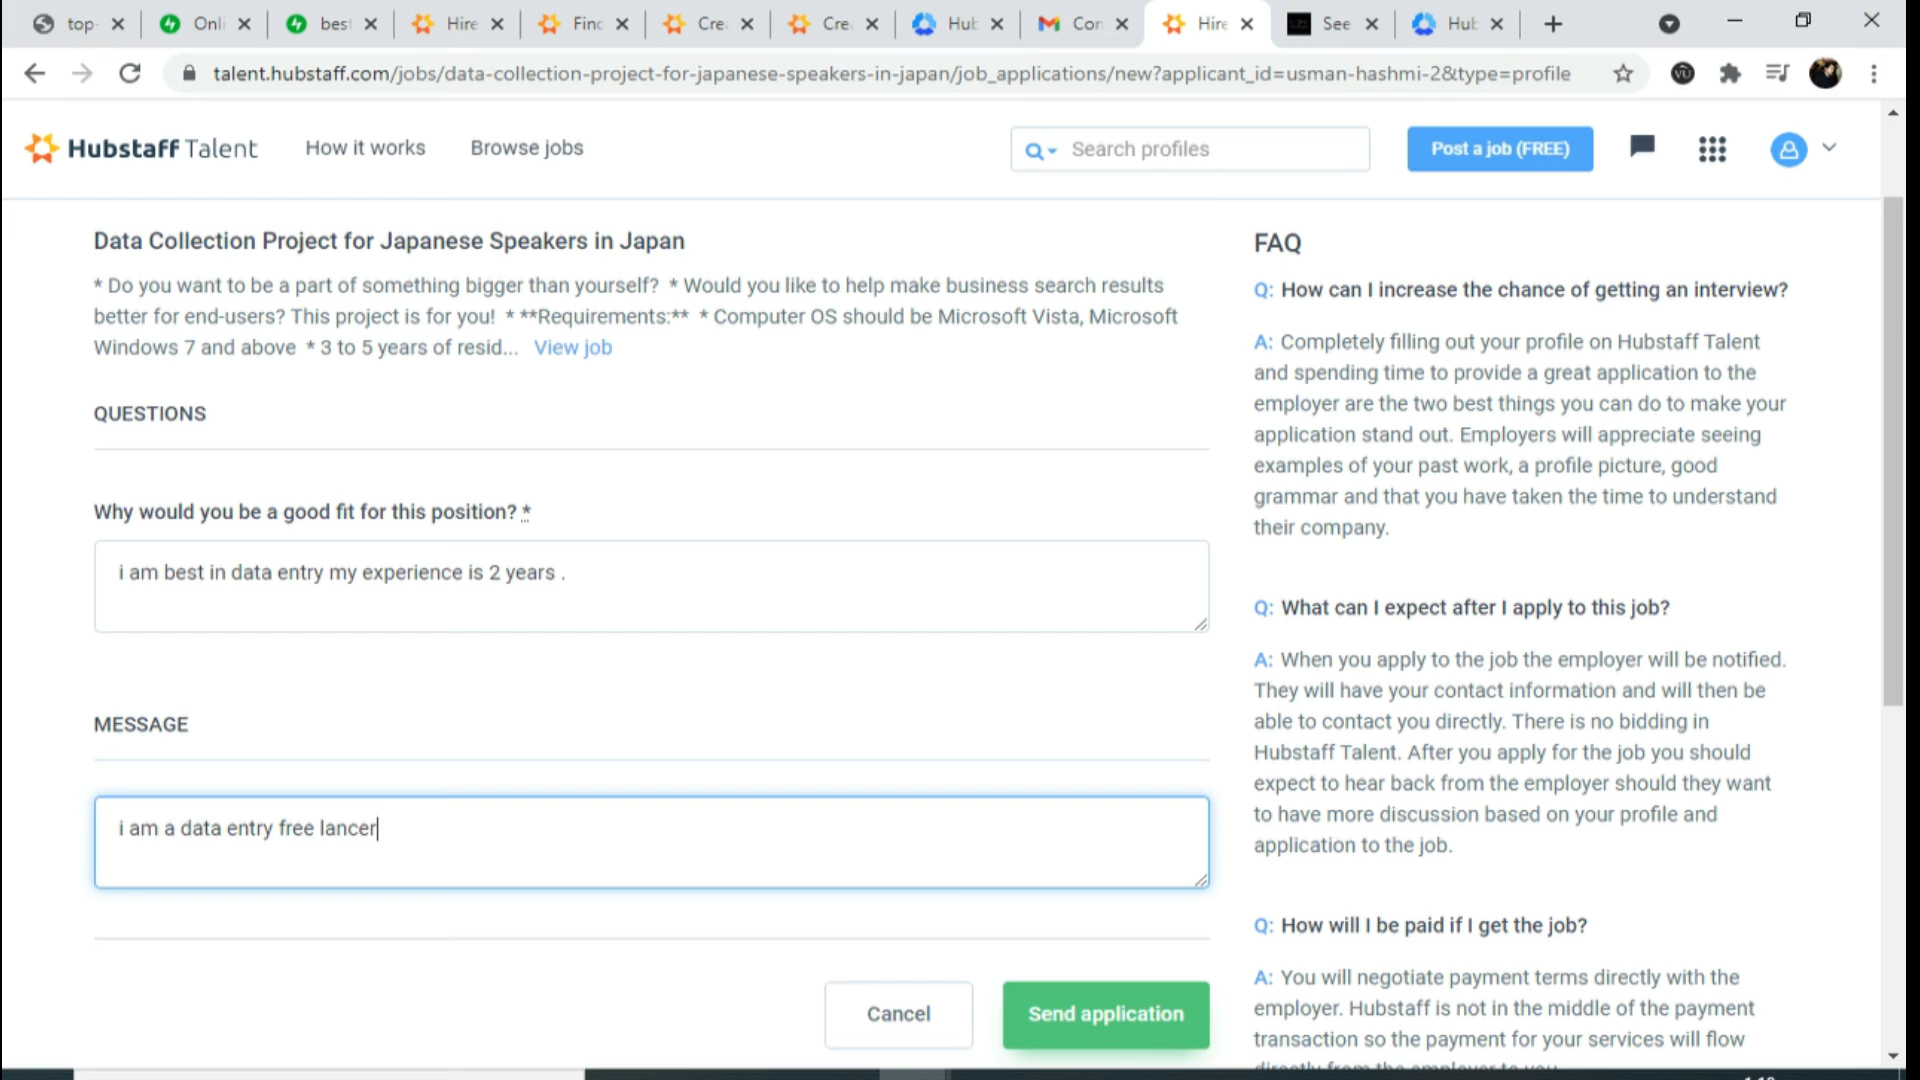 top-
Onli
best
Hire
Find
Cre
Cre
Hub
Con
Hire
See
Hub
talent.hubstaff.com/jobs/data-collection-project-for-japanese-speakers-in-japan/job_applications/new?applicant_id=usman-hashmi-2&type=profile
Hubstaff Talent
How it works
Browse jobs
Search profiles
Post a job (FREE)
Data Collection Project for Japanese Speakers in Japan
* Do you want to be a part of something bigger than yourself?  * Would you like to help make business search results
better for end-users? This project is for you!  * **Requirements:**  * Computer OS should be Microsoft Vista, Microsoft
Windows 7 and above  * 3 to 5 years of resid...  View job
QUESTIONS
Why would you be a good fit for this position? *
i am best in data entry my experience is 2 years .
MESSAGE
i am a data entry free lancer
Cancel
Send application
FAQ
Q: How can I increase the chance of getting an interview?
A: Completely filling out your profile on Hubstaff Talent
and spending time to provide a great application to the
employer are the two best things you can do to make your
application stand out. Employers will appreciate seeing
examples of your past work, a profile picture, good
grammar and that you have taken the time to understand
their company.
Q: What can I expect after I apply to this job?
A: When you apply to the job the employer will be notified.
They will have your contact information and will then be
able to contact you directly. There is no bidding in
Hubstaff Talent. After you apply for the job you should
expect to hear back from the employer should they want
to have more discussion based on your profile and
application to the job.
Q: How will I be paid if I get the job?
A: You will negotiate payment terms directly with the
employer. Hubstaff is not in the middle of the payment
transaction so the payment for your services will flow
directly from the employer to you.